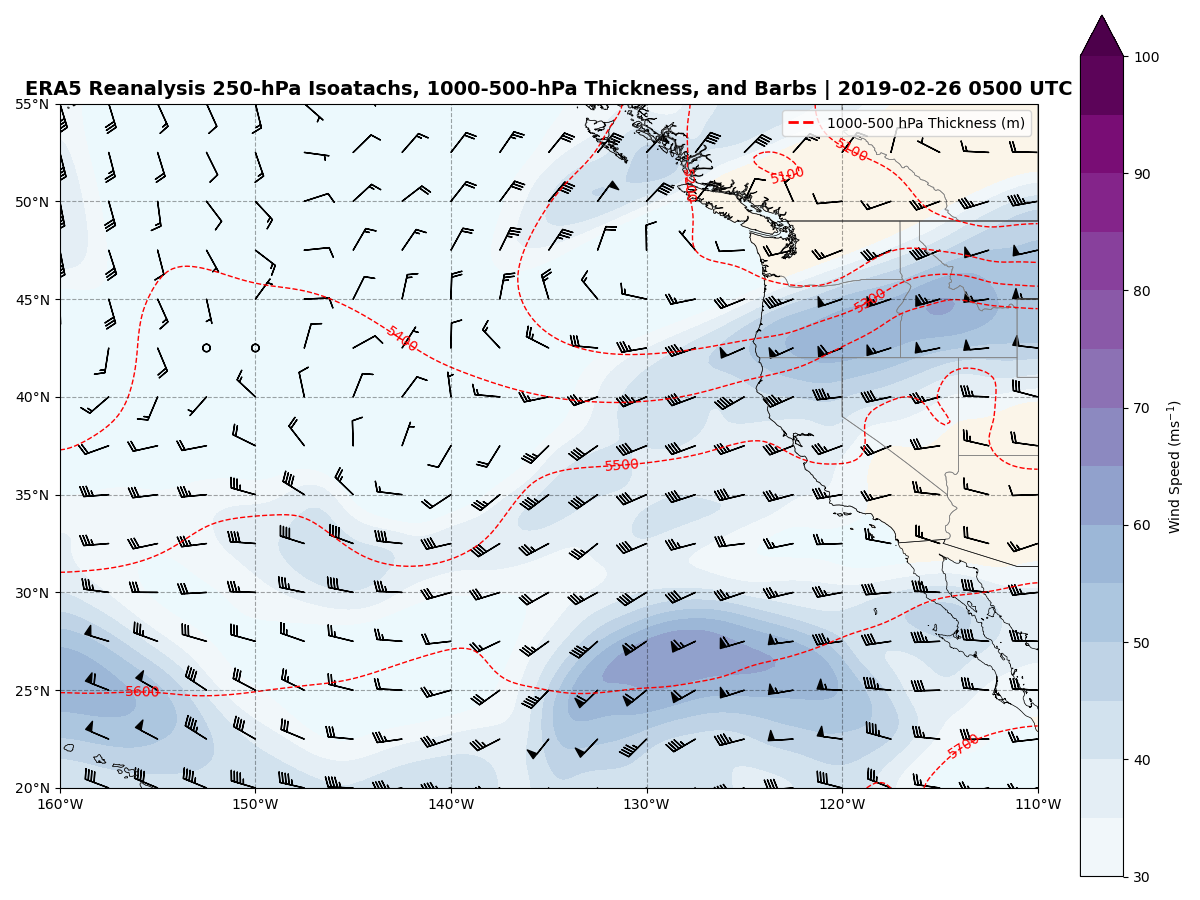 ERA5 Reanalysis 250-hPa Isoatachs, 1000-500-hPa Thickness, and Barbs | 2019-02-26 0500 UTC
1000-500 hPa Thickness (m)
55°N
50°N
45°N
40°N
35°N
30°N
25°N
20°N
160°W
150°W
140°W
130°W
120°W
110°W
5100
5100
5200
5400
5500
5600
5700
100
90
80
70
60
50
40
30
Wind Speed (ms⁻¹)